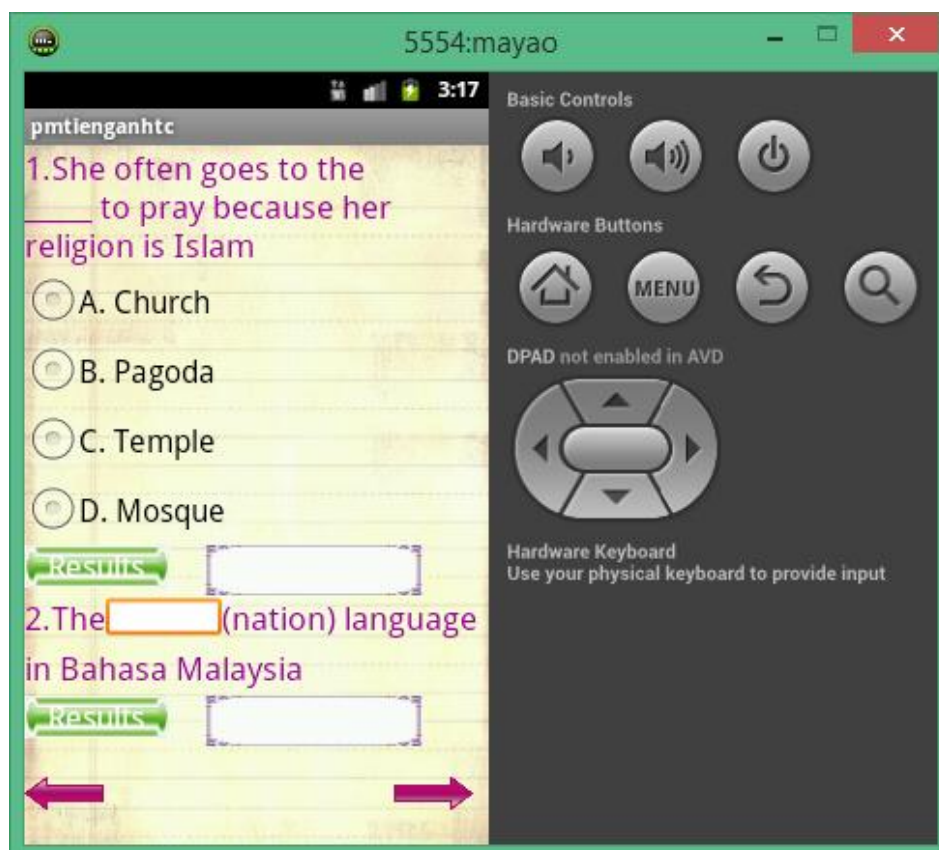 5554:mayao
3:17
pmtienganhtc
1.She often goes to the
____ to pray because her
religion is Islam
A. Church
B. Pagoda
C. Temple
D. Mosque
Results
2.The (nation) language
in Bahasa Malaysia
Results
Basic Controls
Hardware Buttons
MENU
DPAD not enabled in AVD
Hardware Keyboard
Use your physical keyboard to provide input